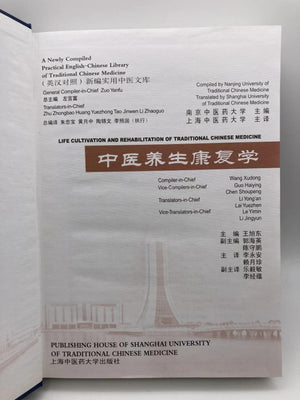 A Newly Compiled
Practical English-Chinese Library
of Traditional Chinese Medicine
（英汉对照）新编实用中医文库
General Compiler-in-Chief Zuo Yanfu
总主编 左言富
Translators-in-Chief
Zhu Zhongbao Huang Yuezhong Tao Jinwen Li Zhaoguo
总编译 朱忠宝 黄月中 陶锦文 李照国（执行）
Compiled by Nanjing University of
Traditional Chinese Medicine
Translated by Shanghai University
of Traditional Chinese Medicine
南京中医药大学 主编
上海中医药大学 主译
LIFE CULTIVATION AND REHABILITATION OF TRADITIONAL CHINESE MEDICINE
中医养生康复学
Compiler-in-Chief Wang Xudong
Vice-Compilers-in-Chief Guo Haiying
Chen Shoupeng
Translators-in-Chief Li Yong'an
Lai Yuezhen
Vice-Translators-in-Chief Le Yimin
Li Jingyun
主编 王旭东
副主编 郭海英
陈守鹏
主译 李永安
赖月珍
副主译 乐毅敏
李经蕴
PUBLISHING HOUSE OF SHANGHAI UNIVERSITY
OF TRADITIONAL CHINESE MEDICINE
上海中医药大学出版社